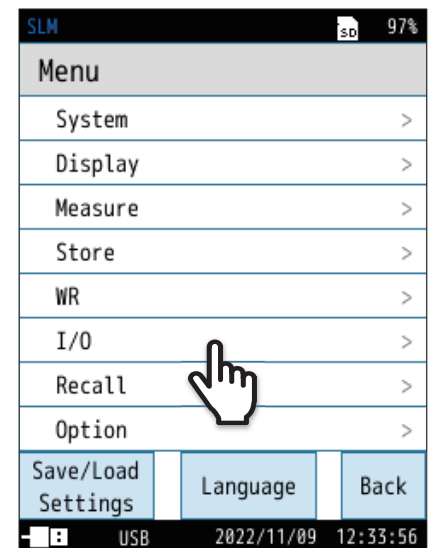 SLM SD 97%
Menu
System >
Display >
Measure >
Store >
WR >
I/O >
Recall >
Option >
Save/Load
Settings
Language
Back
USB 2022/11/09 12:33:56